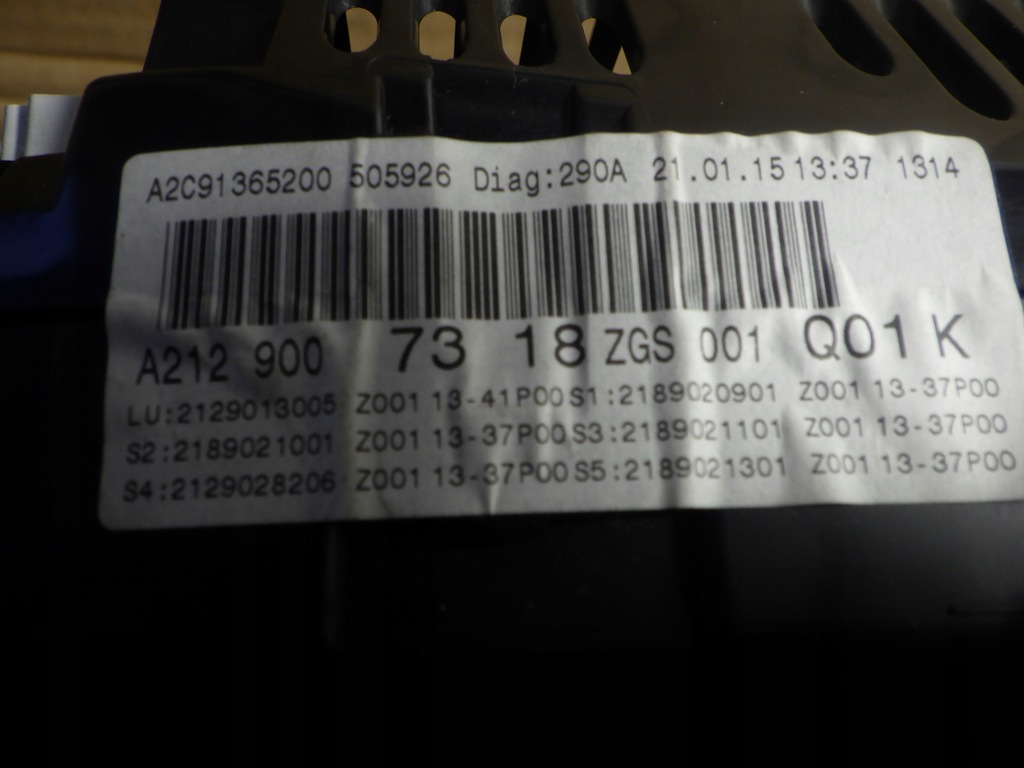 A2C91365200 505926 Diag:290A 21.01.15 13:37 1314
A212 900 73 18 ZGS 001 Q01 K
LU:2129013005 Z001 13-41P00 S1:2189020901 Z001 13-37P00
S2:2189021001 Z001 13-37P00 S3:2189021101 Z001 13-37P00
S4:2129028206 Z001 13-37P00 S5:2189021301 Z001 13-37P00